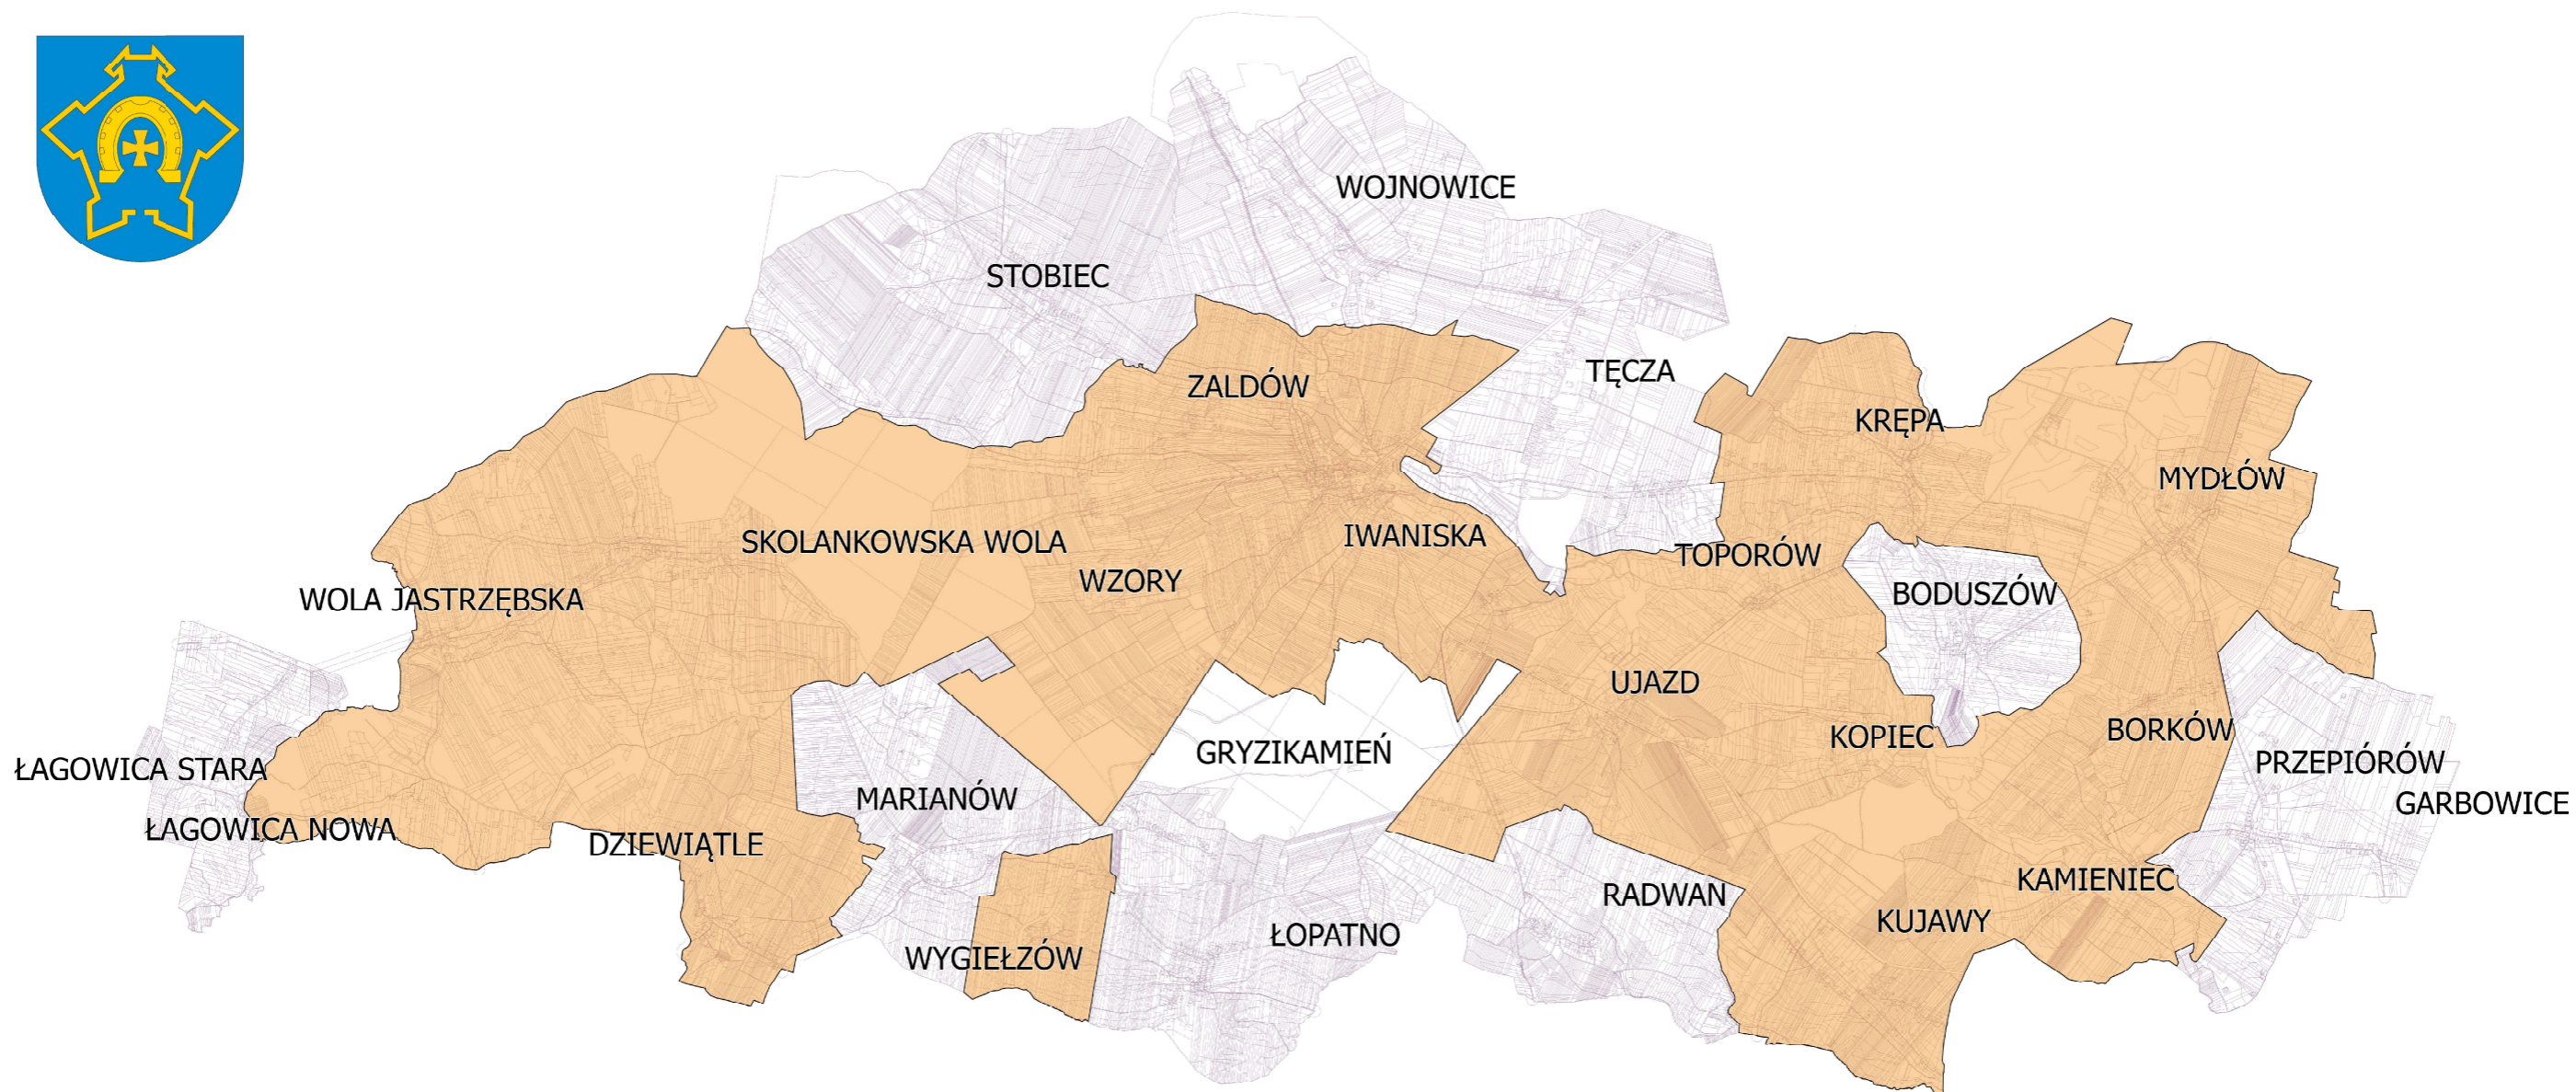 WOJNOWICE
STOBIEC
TĘCZA
ZALDÓW
KRĘPA
MYDŁÓW
IWANISKA
SKOLANKOWSKA WOLA
TOPORÓW
WZORY
BODUSZÓW
WOLA JASTRZĘBSKA
UJAZD
BORKÓW
KOPIEC
GRYZIKAMIEŃ
PRZEPIÓRÓW
ŁAGOWICA STARA
MARIANÓW
GARBOWICE
ŁAGOWICA NOWA
DZIEWIĄTLE
KAMIENIEC
RADWAN
KUJAWY
ŁOPATNO
WYGIEŁZÓW